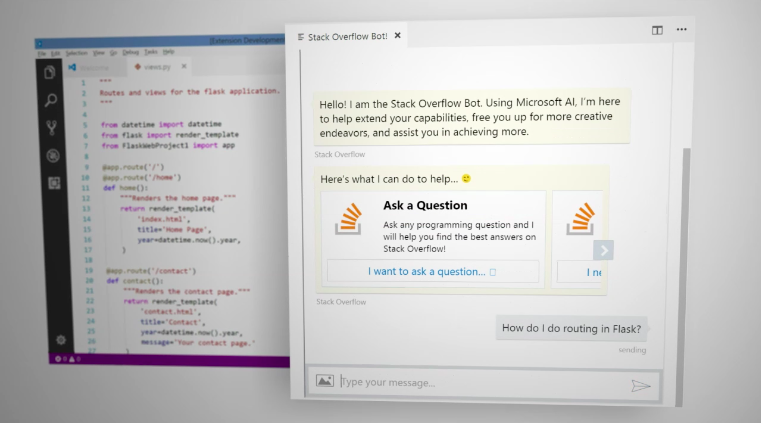 [Extension Development
File Edit Selection View Go Debug Tasks Help
views.py
1 """
2 Routes and views for the flask application.
3 """
4
5 from datetime import datetime
6 from flask import render_template
7 from FlaskWebProject1 import app
8
9 @app.route('/')
10 @app.route('/home')
11 def home():
12 """Renders the home page."""
13 return render_template(
14 'index.html',
15 title='Home Page',
16 year=datetime.now().year,
17 )
18
19 @app.route('/contact')
20 def contact():
21 """Renders the contact page."""
22 return render_template(
23 'contact.html',
24 title='Contact',
25 year=datetime.now().year,
26 message='Your contact page.'
27 )
0 0
Stack Overflow Bot!
Hello! I am the Stack Overflow Bot. Using Microsoft AI, I'm here
to help extend your capabilities, free you up for more creative
endeavors, and assist you in achieving more.
Stack Overflow
Here's what I can do to help... 🙂
Ask a Question
Ask any programming question and I
will help you find the best answers on
Stack Overflow!
I want to ask a question...
I ne
Stack Overflow
How do I do routing in Flask?
sending
Type your message...